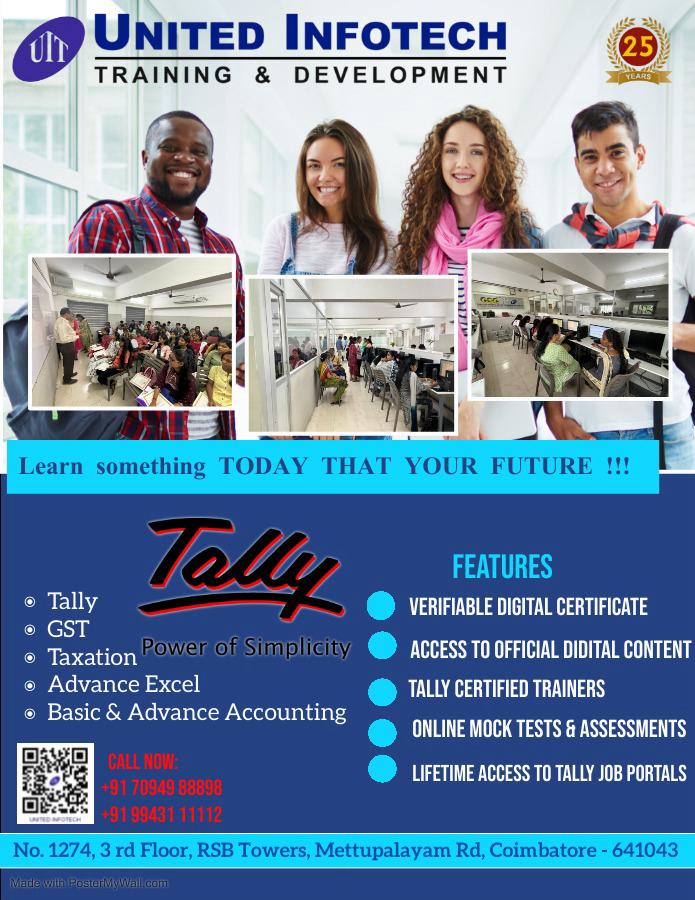 UIT
UNITED INFOTECH
TRAINING & DEVELOPMENT
25
YEARS
Learn something TODAY THAT YOUR FUTURE !!!
Tally
Power of Simplicity
Tally
GST
Taxation
Advance Excel
Basic & Advance Accounting
FEATURES
VERIFIABLE DIGITAL CERTIFICATE
ACCESS TO OFFICIAL DIDITAL CONTENT
TALLY CERTIFIED TRAINERS
ONLINE MOCK TESTS & ASSESSMENTS
LIFETIME ACCESS TO TALLY JOB PORTALS
UNITED INFOTECH
CALL NOW:
+91 70949 88898
+91 99431 11112
No. 1274, 3 rd Floor, RSB Towers, Mettupalayam Rd, Coimbatore - 641043
Made with PosterMyWall.com